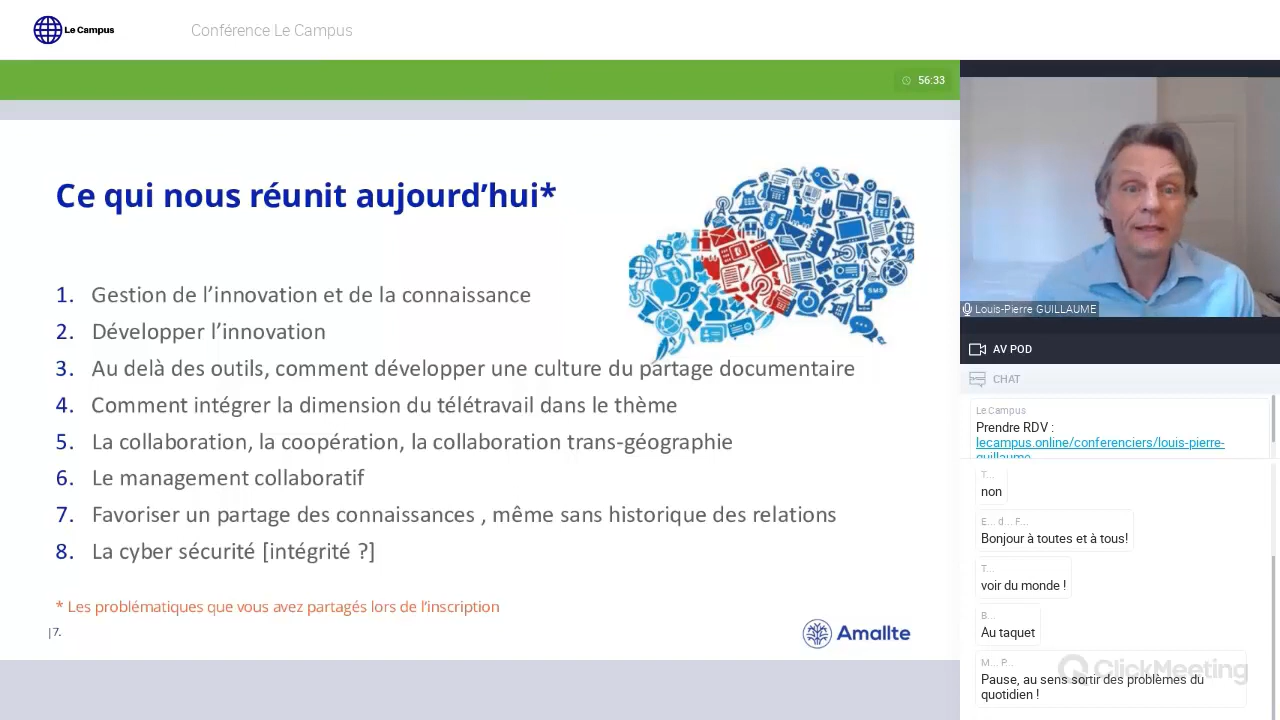 Le Campus
Conférence Le Campus
56:33
Ce qui nous réunit aujourd'hui*
1. Gestion de l'innovation et de la connaissance
2. Développer l'innovation
3. Au delà des outils, comment développer une culture du partage documentaire
4. Comment intégrer la dimension du télétravail dans le thème
5. La collaboration, la coopération, la collaboration trans-géographie
6. Le management collaboratif
7. Favoriser un partage des connaissances , même sans historique des relations
8. La cyber sécurité [intégrité ?]
* Les problématiques que vous avez partagés lors de l'inscription
|7.
Amallte
NEWS
SMS
Louis-Pierre GUILLAUME
AV POD
CHAT
Le Campus
Prendre RDV :
lecampus.online/conferenciers/louis-pierre-
guillaume
T...
non
E... d... F...
Bonjour à toutes et à tous!
T...
voir du monde !
B...
Au taquet
M... P...
Pause, au sens sortir des problèmes du
quotidien !
ClickMeeting